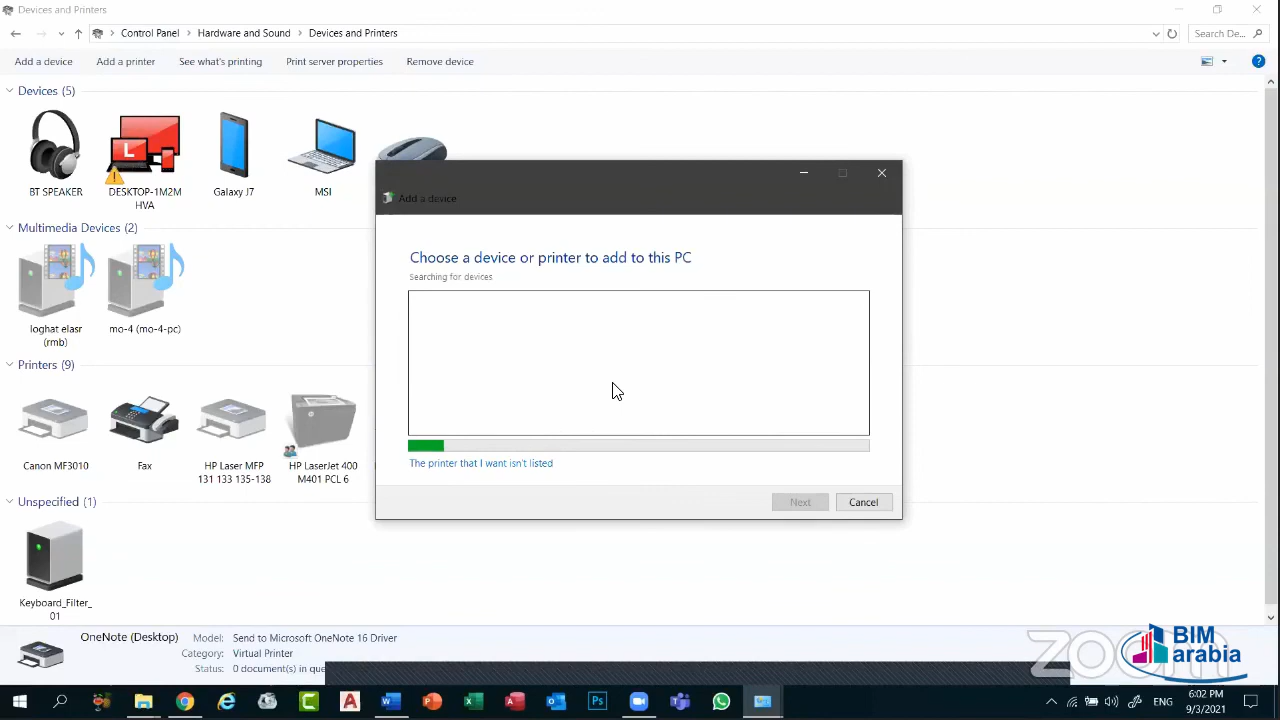 Devices and Printers
Control Panel > Hardware and Sound > Devices and Printers
Search De...
Add a device
Add a printer
See what's printing
Print server properties
Remove device
Devices (5)
BT SPEAKER
DESKTOP-1M2M
HVA
Galaxy J7
MSI
Multimedia Devices (2)
loghat elasr
(rmb)
mo-4 (mo-4-pc)
Printers (9)
Canon MF3010
Fax
HP Laser MFP
131 133 135-138
HP LaserJet 400
M401 PCL 6
Unspecified (1)
Keyboard_Filter_
01
Add a device
Choose a device or printer to add to this PC
Searching for devices
The printer that I want isn't listed
Next
Cancel
OneNote (Desktop)
Model: Send to Microsoft OneNote 16 Driver
Category: Virtual Printer
Status: 0 document(s) in que
zoom
BIM
arabia
ENG
6:02 PM
9/3/2021